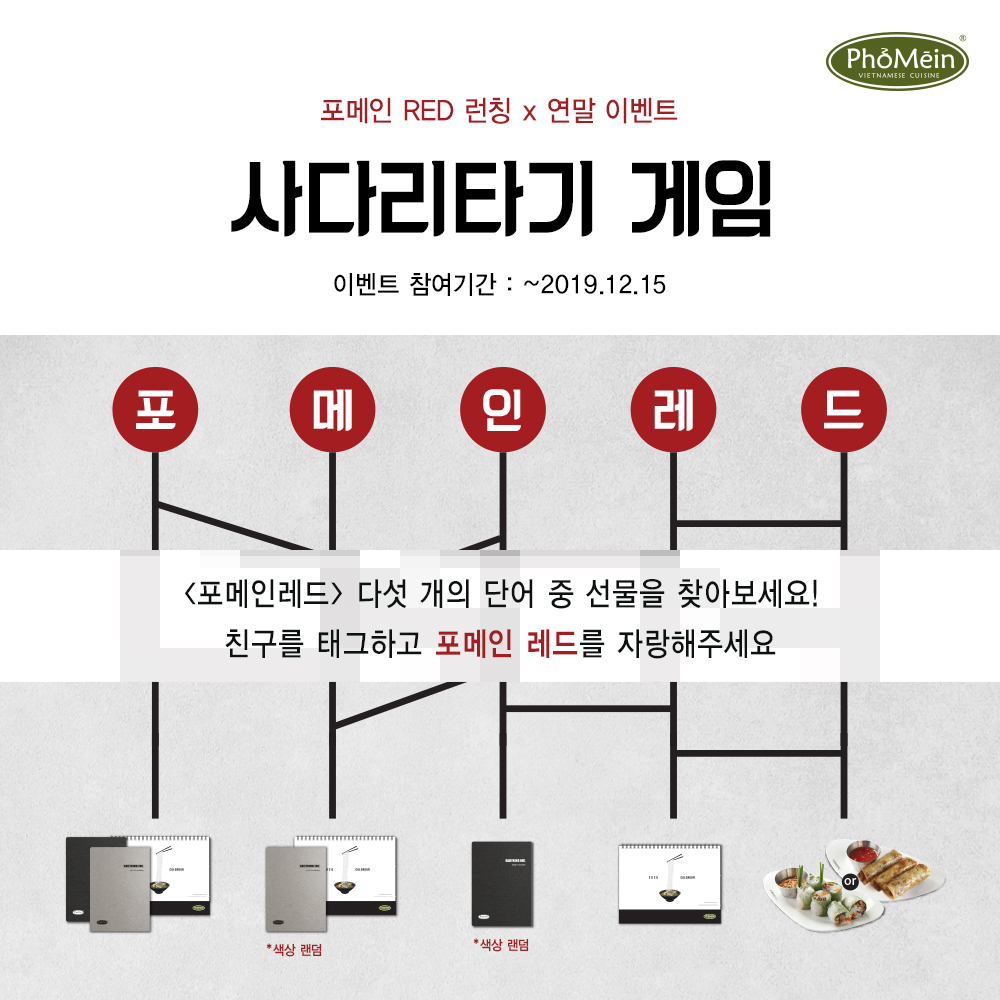 PhởMēin®
VIETNAMESE CUISINE
포메인 RED 런칭 x 연말 이벤트
사다리타기 게임
이벤트 참여기간 : ~2019.12.15
포 메 인 레 드
<포메인레드> 다섯 개의 단어 중 선물을 찾아보세요!
친구를 태그하고 포메인 레드를 자랑해주세요
or
*색상 랜덤
*색상 랜덤